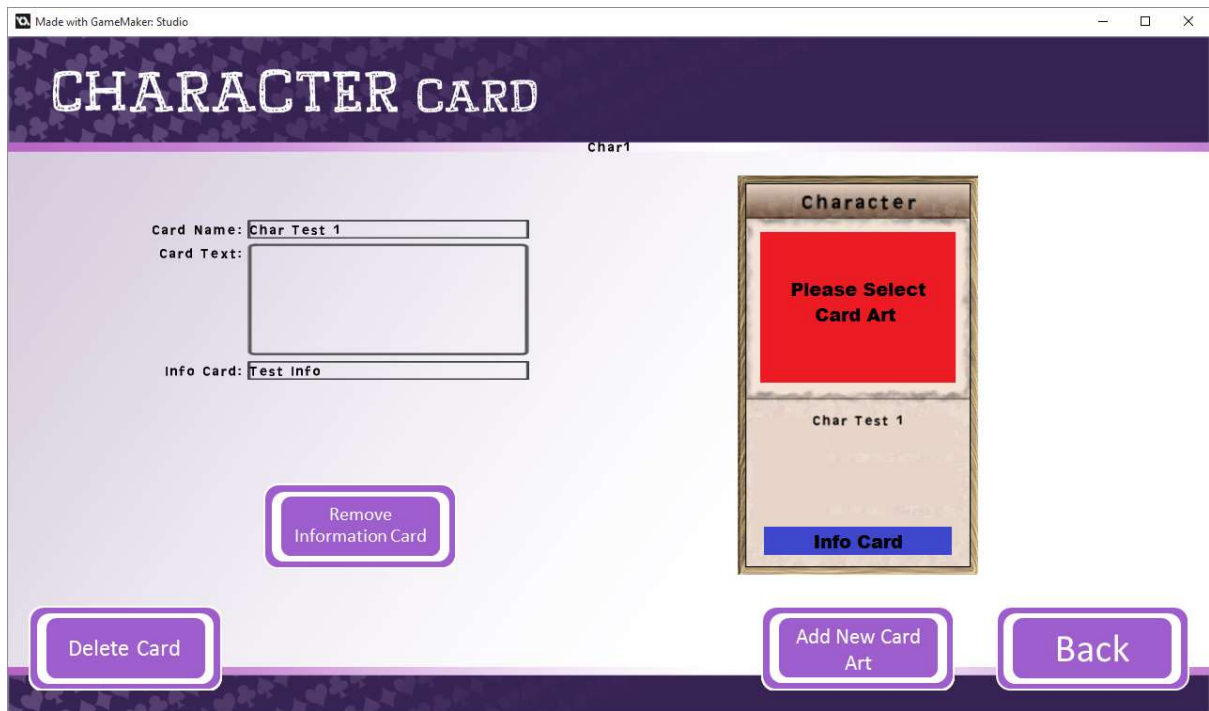 Made with GameMaker: Studio
CHARACTER CARD
Char1
Card Name: Char Test 1
Card Text:
Info Card: Test Info
Remove
Information Card
Character
Please Select
Card Art
Char Test 1
Info Card
Delete Card
Add New Card
Art
Back